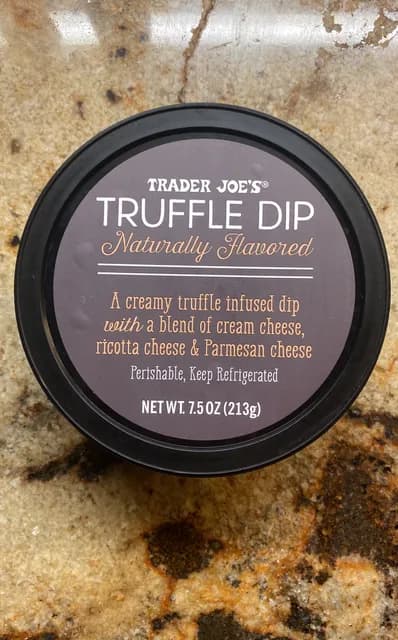 TRADER JOE'S®
TRUFFLE DIP
Naturally Flavored
A creamy truffle infused dip
with a blend of cream cheese,
ricotta cheese & Parmesan cheese
Perishable, Keep Refrigerated
NET WT. 7.5 OZ (213g)